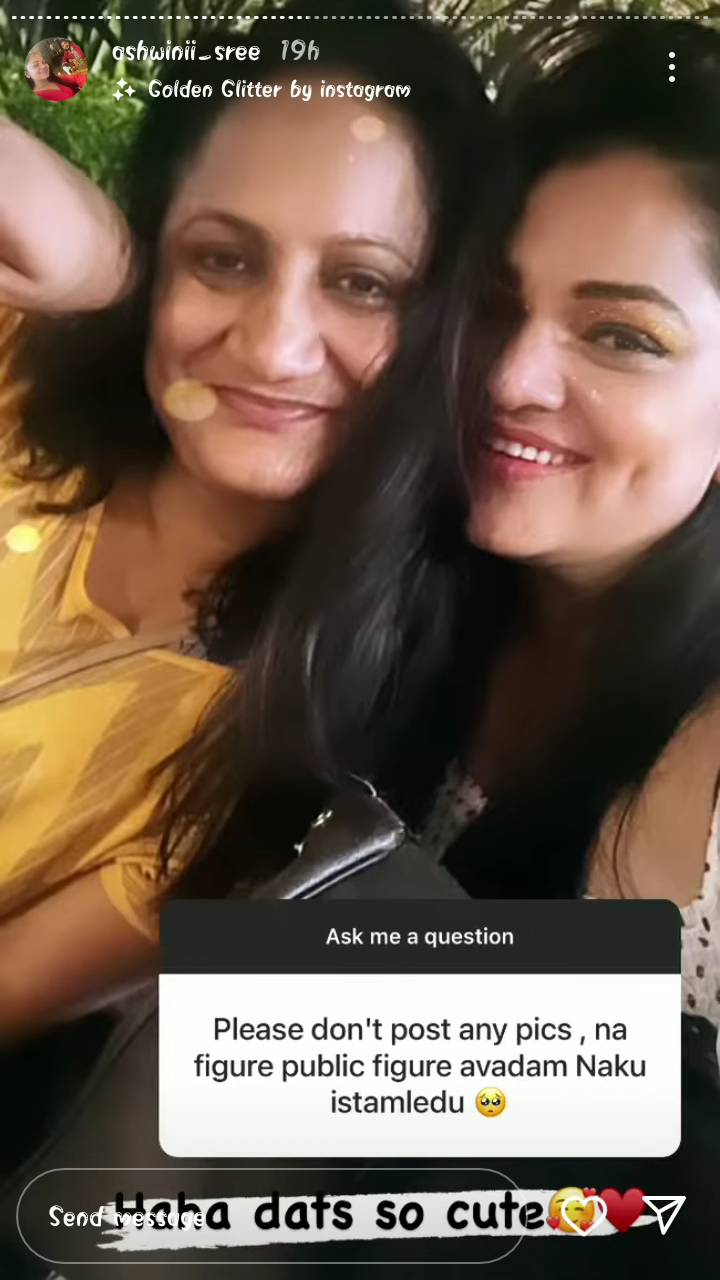 ashwinii_sree 19h
Golden Glitter by instagram
Ask me a question
Please don't post any pics , na
figure public figure avadam Naku
istamledu 🥺
Send message
Haha dats so cute🥰❤️